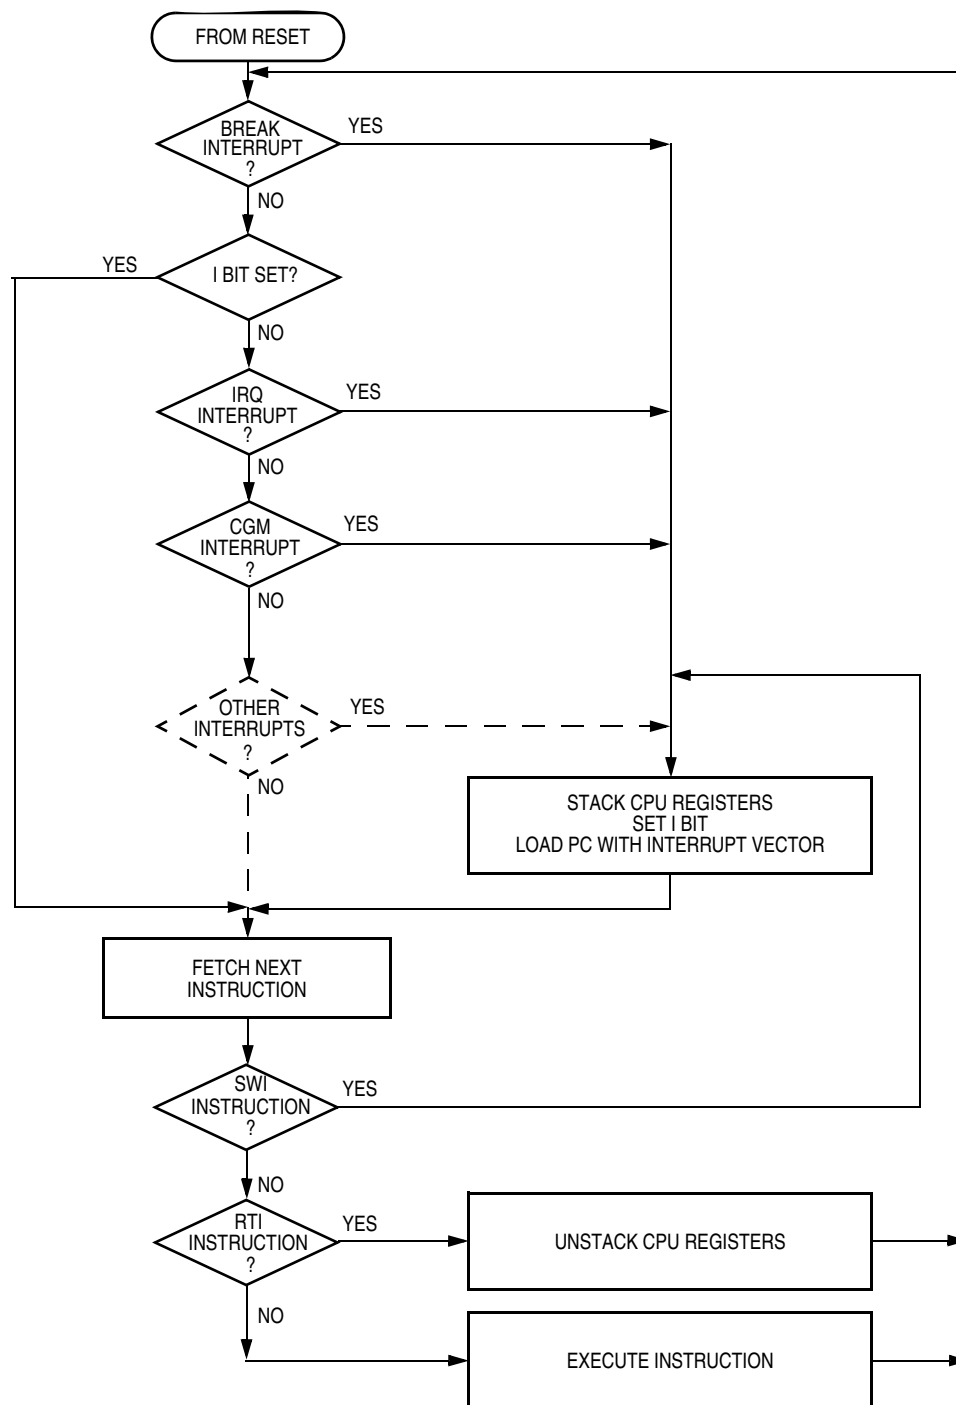 FROM RESET
BREAK
INTERRUPT
?
YES
NO
I BIT SET?
YES
NO
IRQ
INTERRUPT
?
YES
NO
CGM
INTERRUPT
?
YES
NO
OTHER
INTERRUPTS
?
YES
NO
STACK CPU REGISTERS
SET I BIT
LOAD PC WITH INTERRUPT VECTOR
FETCH NEXT
INSTRUCTION
SWI
INSTRUCTION
?
YES
NO
RTI
INSTRUCTION
?
YES
UNSTACK CPU REGISTERS
NO
EXECUTE INSTRUCTION